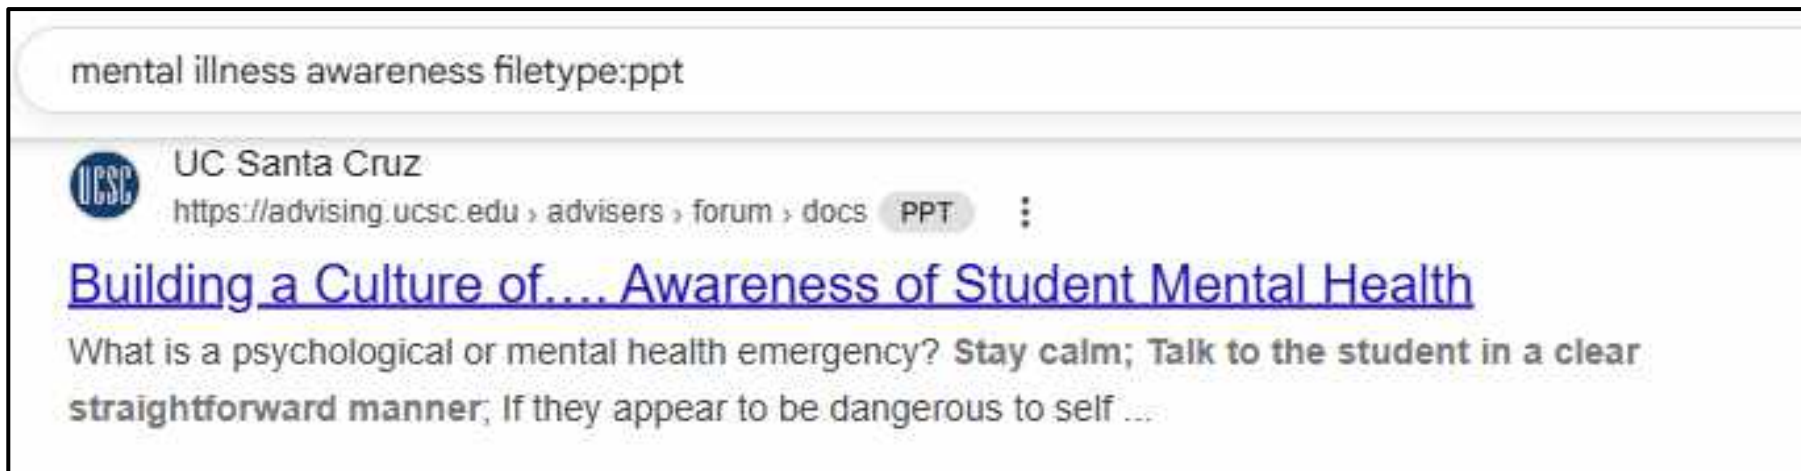 mental illness awareness filetype:ppt
UCSC
UC Santa Cruz
https://advising.ucsc.edu › advisers › forum › docs PPT
Building a Culture of.... Awareness of Student Mental Health
What is a psychological or mental health emergency? Stay calm; Talk to the student in a clear
straightforward manner; If they appear to be dangerous to self ...